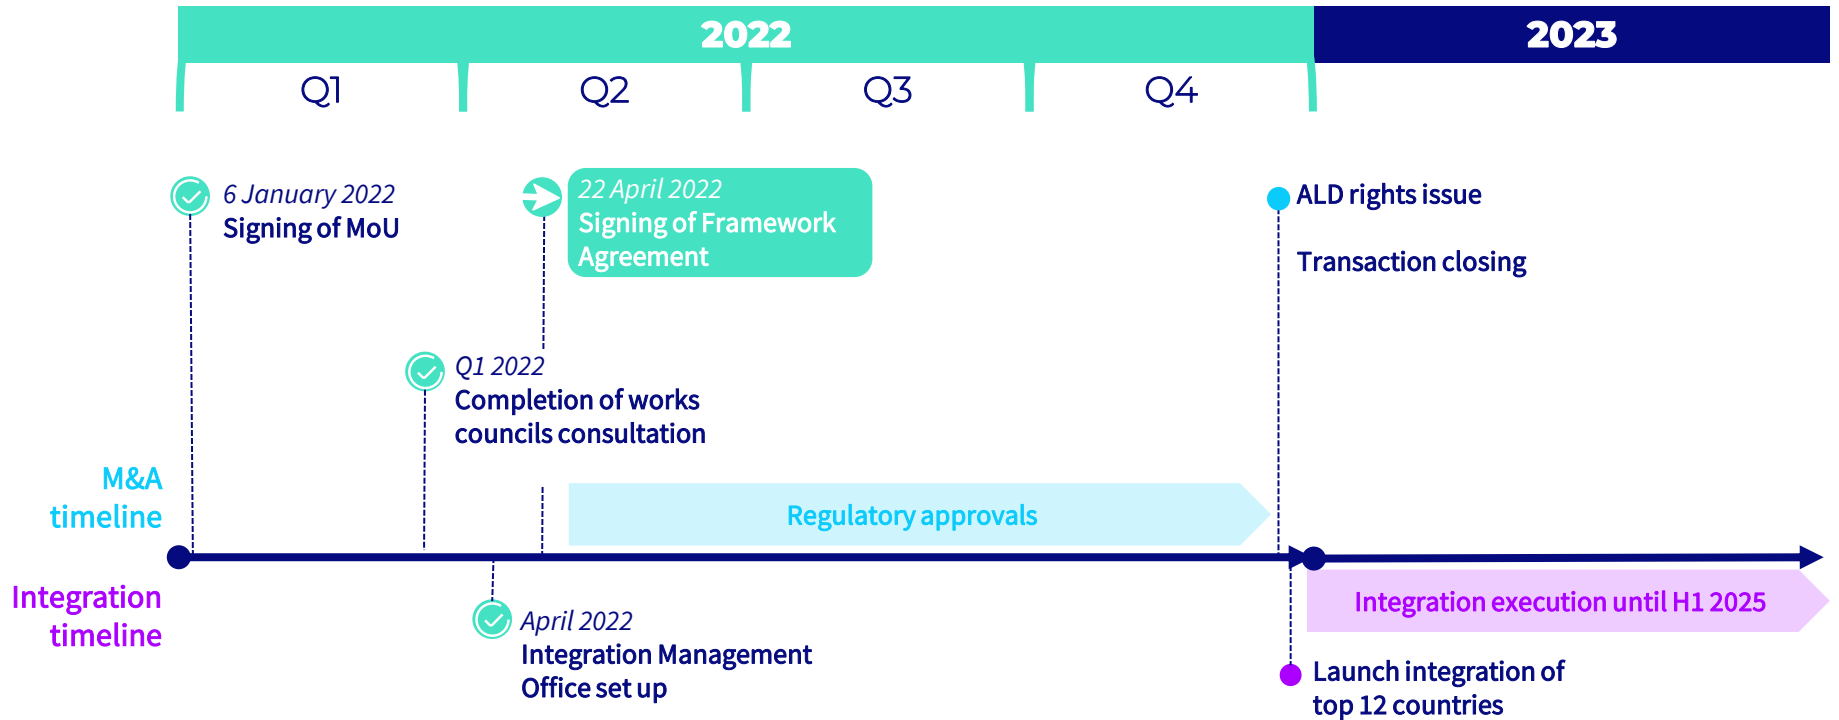 2022
2023
Q1
Q2
Q3
Q4
6 January 2022
Signing of MoU
22 April 2022
Signing of Framework
Agreement
ALD rights issue
Transaction closing
Q1 2022
Completion of works
councils consultation
M&A
timeline
Regulatory approvals
Integration
timeline
Integration execution until H1 2025
April 2022
Integration Management
Office set up
Launch integration of
top 12 countries